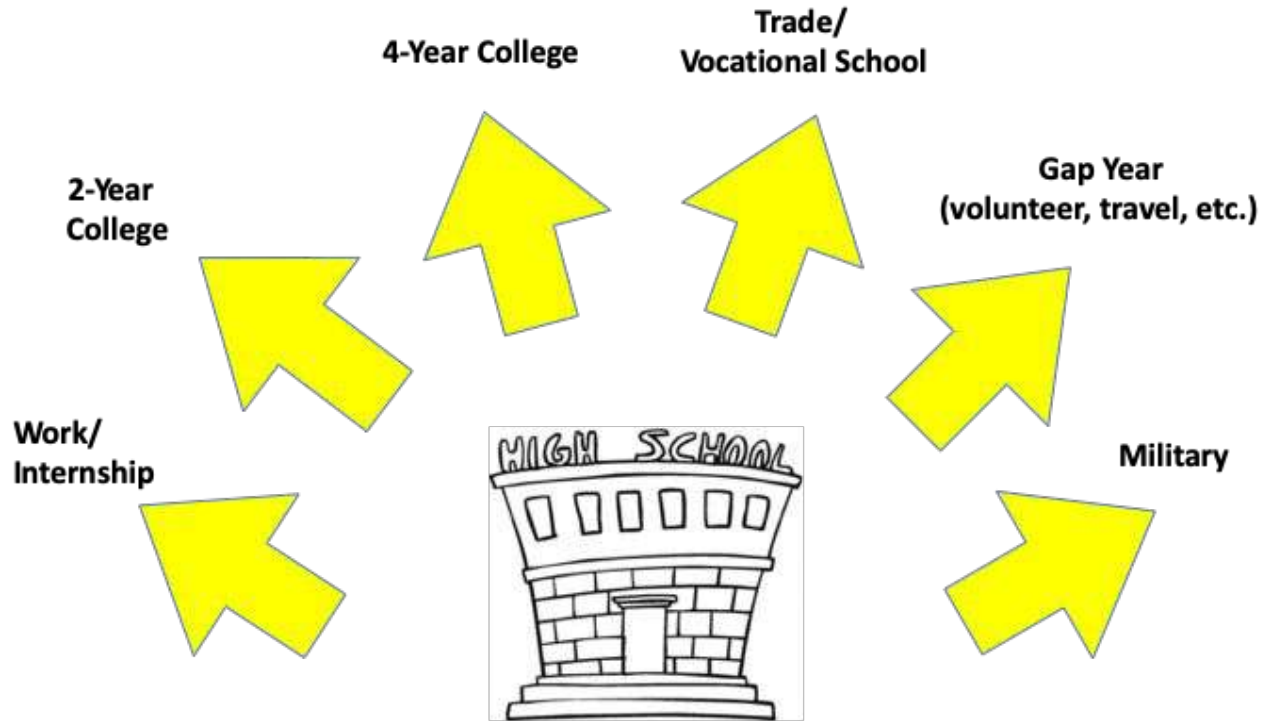 Trade/
Vocational School
4-Year College
Gap Year
(volunteer, travel, etc.)
2-Year
College
Work/
Internship
Military
HIGH SCHOOL